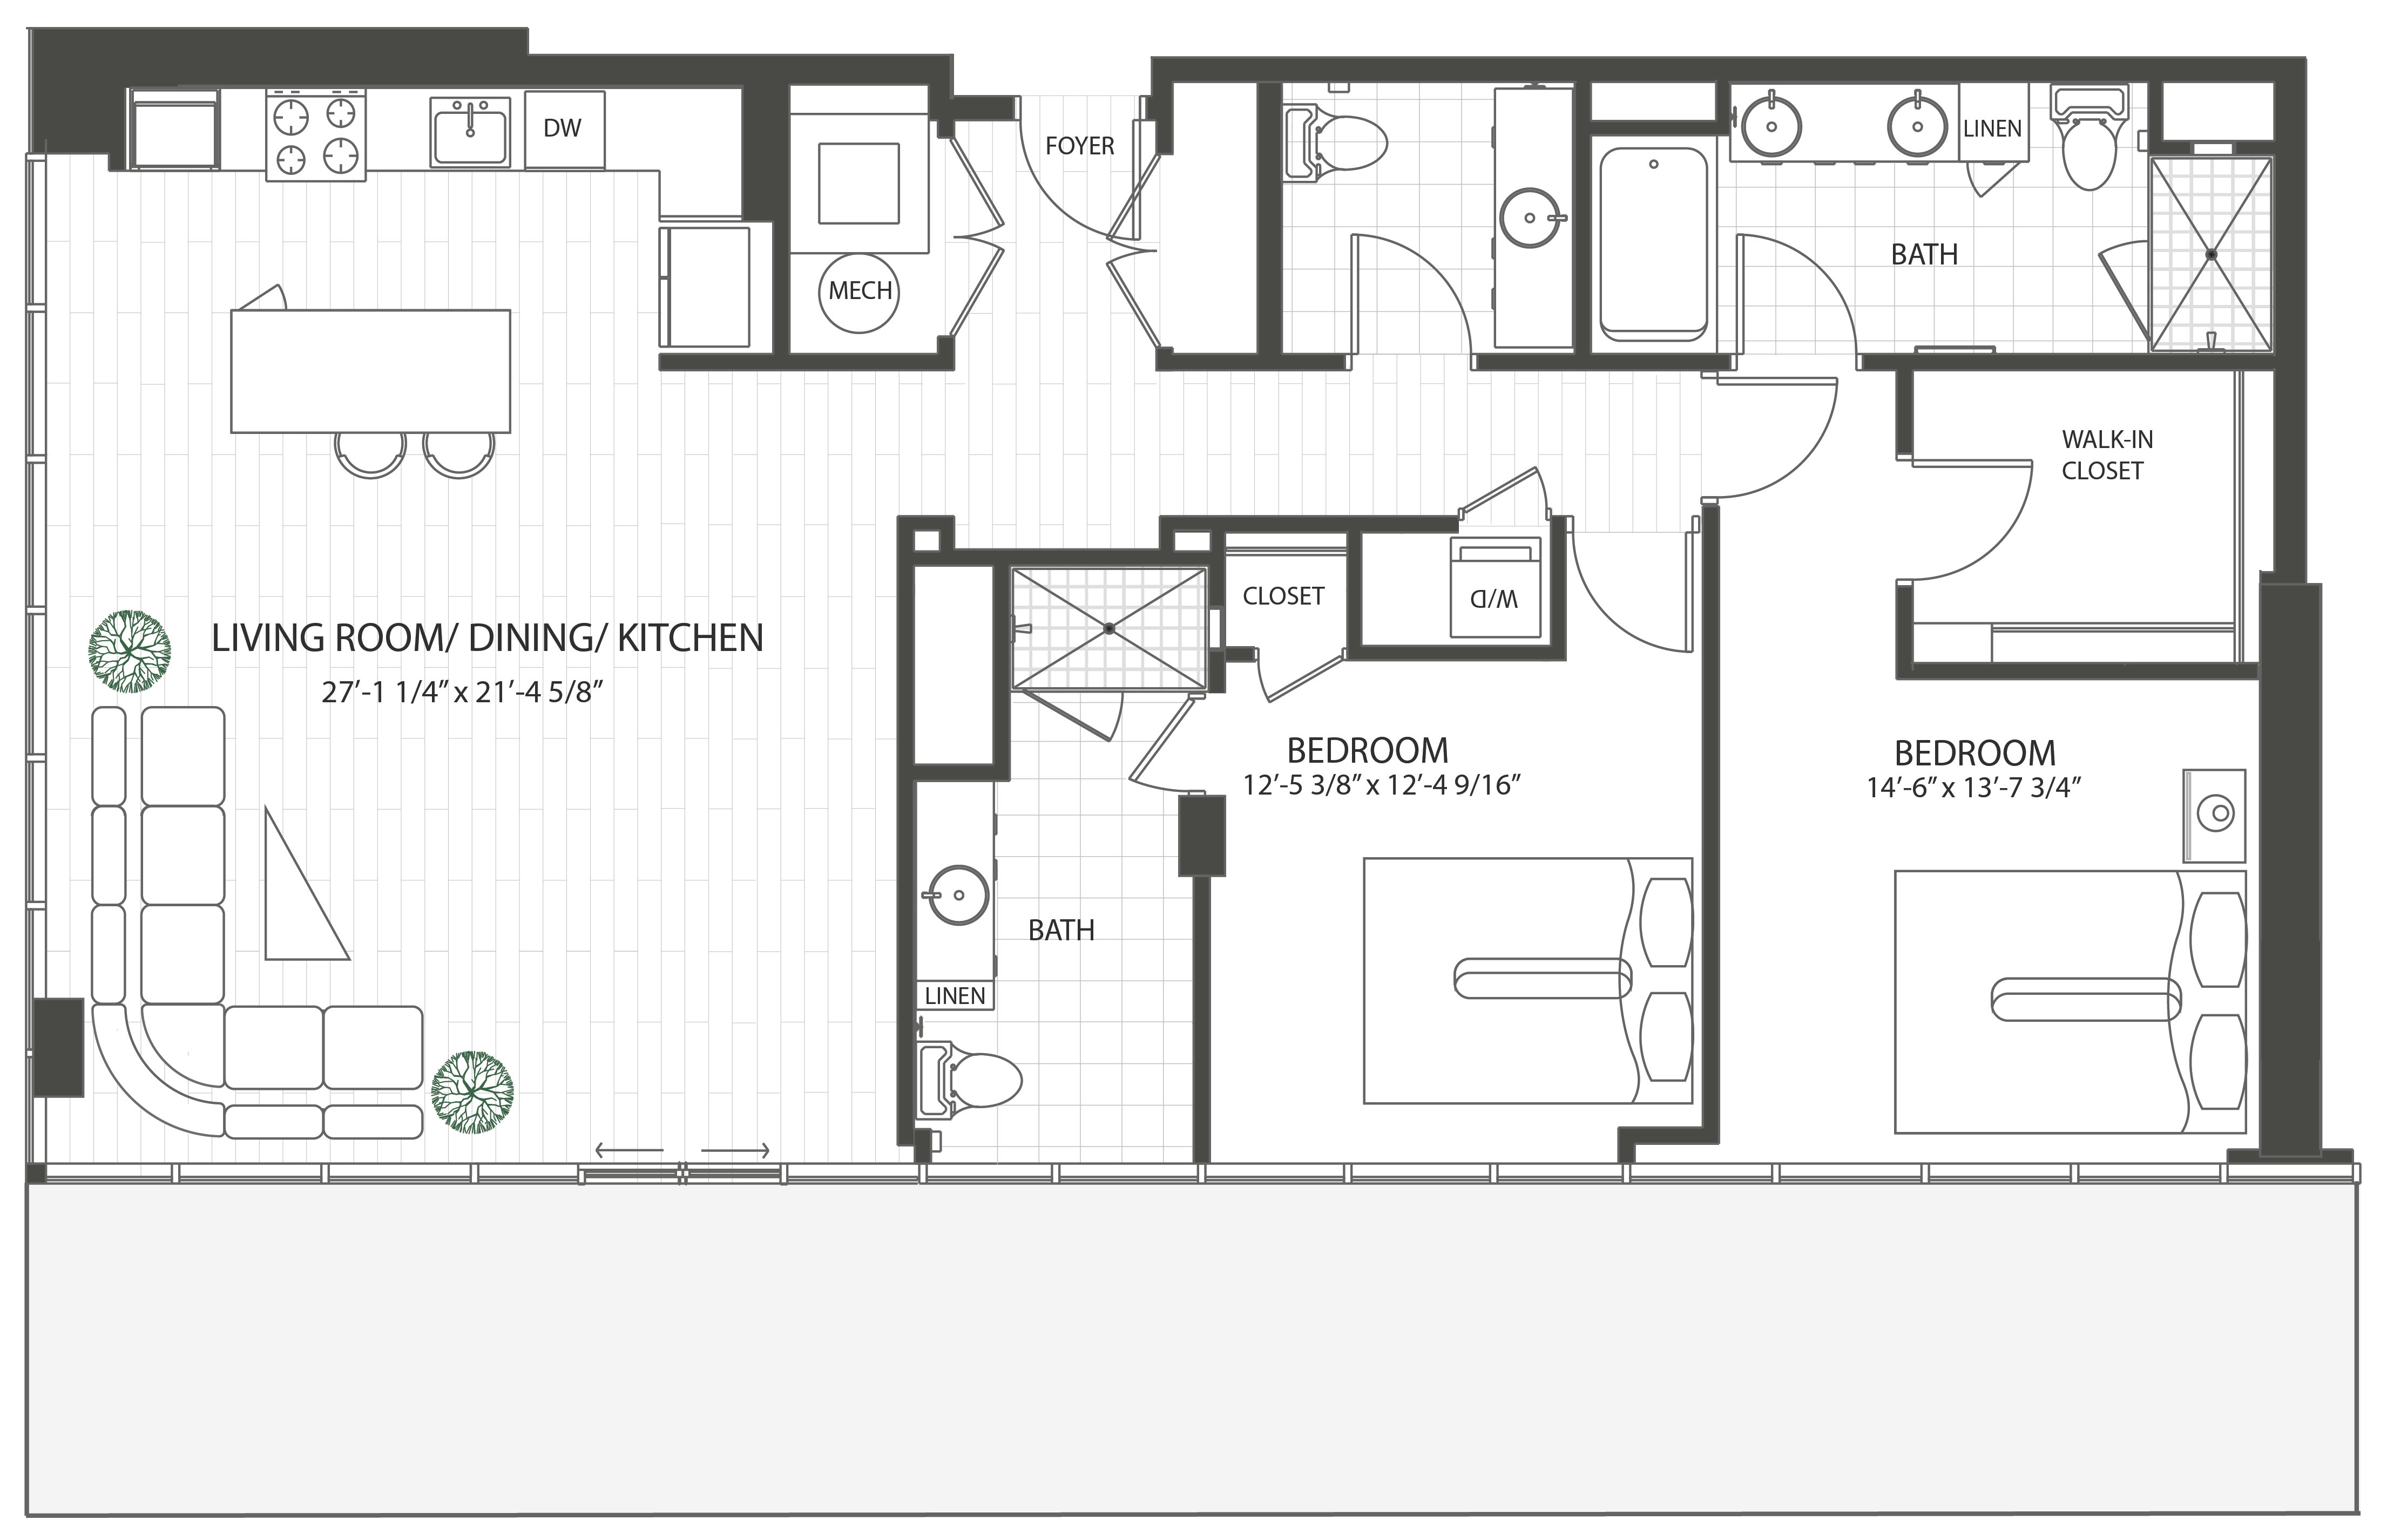 DW
FOYER
LINEN
BATH
MECH
WALK-IN
CLOSET
CLOSET
W/D
LIVING ROOM/ DINING/ KITCHEN
27’-1 1/4” x 21’-4 5/8”
BEDROOM
12’-5 3/8” x 12’-4 9/16”
BEDROOM
14’-6” x 13’-7 3/4”
BATH
LINEN